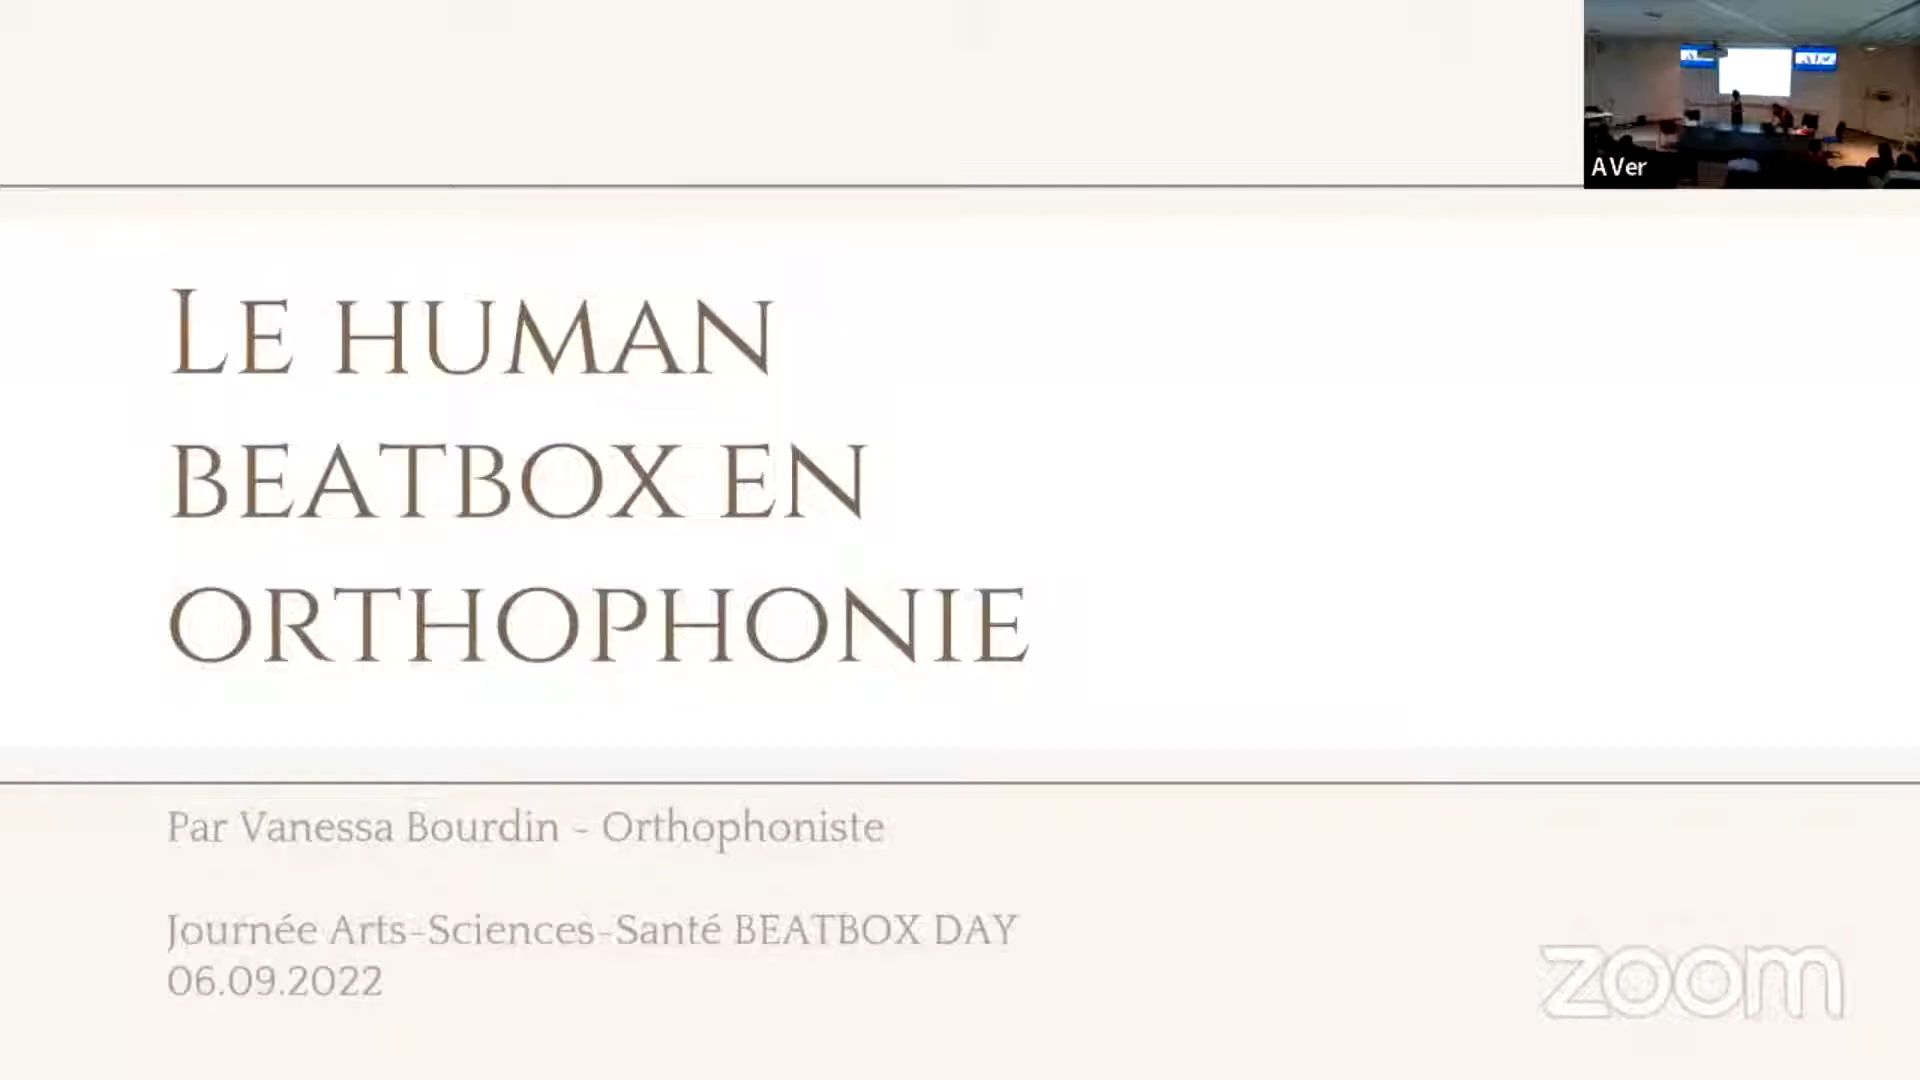 LE HUMAN
BEATBOX EN
ORTHOPHONIE
Par Vanessa Bourdin - Orthophoniste
Journée Arts-Sciences-Santé BEATBOX DAY
06.09.2022
AVer
zoom